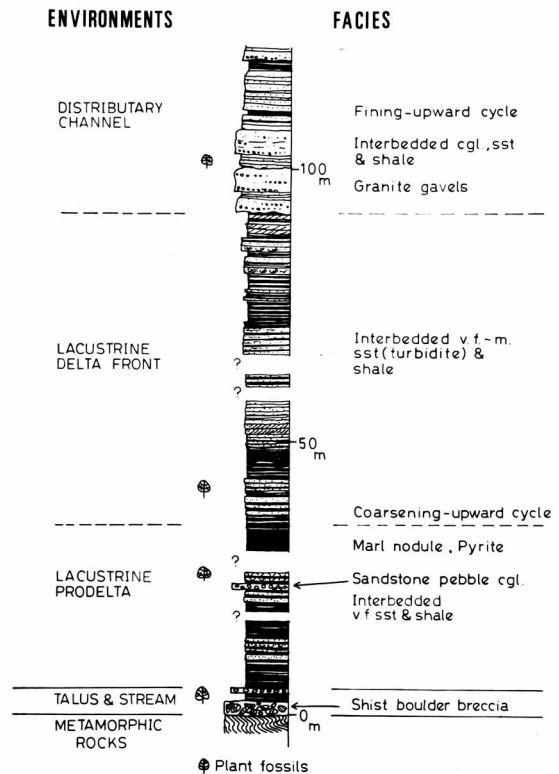 ENVIRONMENTS
FACIES
DISTRIBUTARY
CHANNEL
Fining-upward cycle
Interbedded cgl.,sst
& shale
100
m
Granite gavels
LACUSTRINE
DELTA FRONT
Interbedded v.f.-m.
sst(turbidite) &
shale
?
?
50
m
Coarsening-upward cycle
Marl nodule, Pyrite
?
LACUSTRINE
PRODELTA
Sandstone pebble cgl.
Interbedded
vf sst & shale
?
TALUS & STREAM
Shist boulder breccia
0
m
METAMORPHIC
ROCKS
Plant fossils